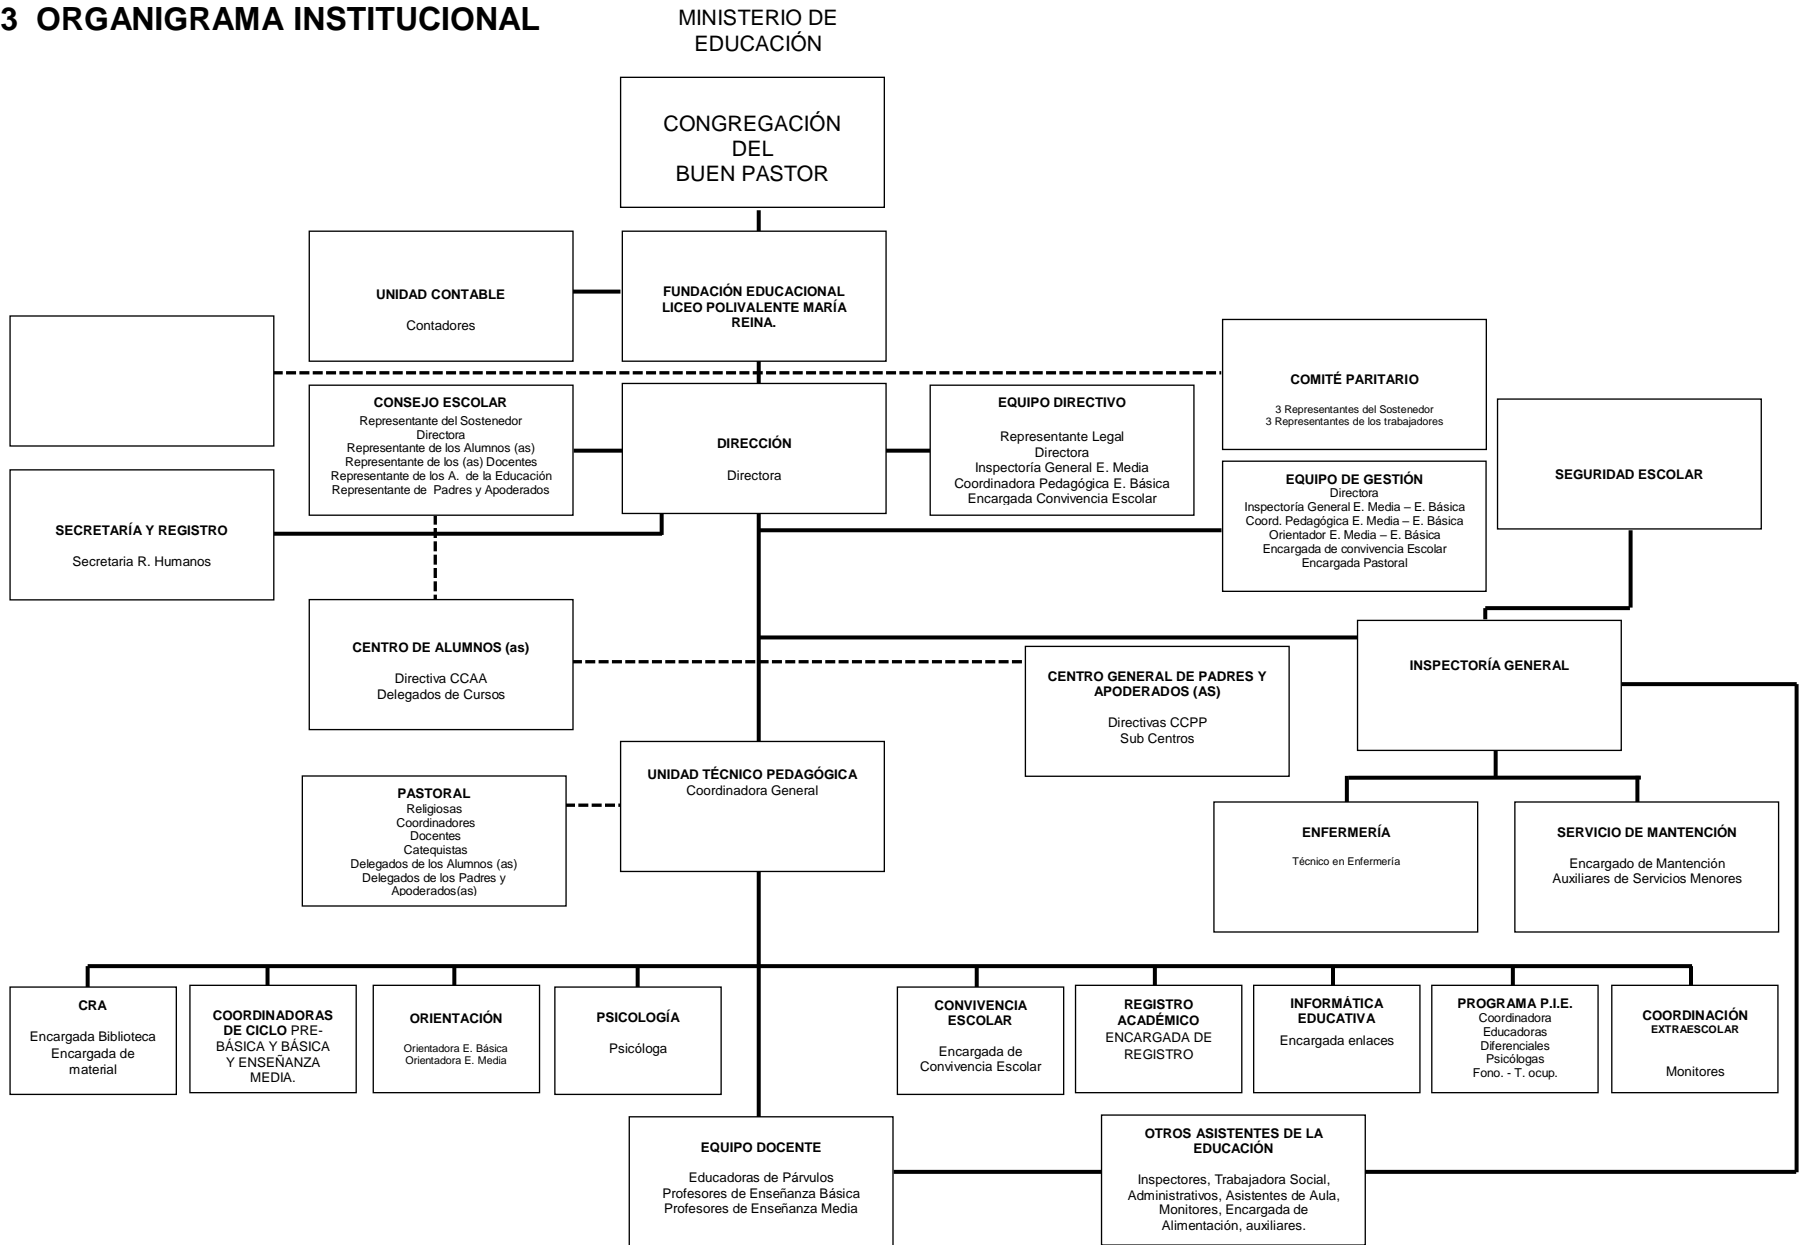 3 ORGANIGRAMA INSTITUCIONAL
MINISTERIO DE
EDUCACIÓN
CONGREGACIÓN
DEL
BUEN PASTOR
UNIDAD CONTABLE
Contadores
FUNDACIÓN EDUCACIONAL
LICEO POLIVALENTE MARÍA
REINA.
COMITÉ PARITARIO
3 Representantes del Sostenedor
3 Representantes de los trabajadores
CONSEJO ESCOLAR
Representante del Sostenedor
Directora
Representante de los Alumnos (as)
Representante de los (as) Docentes
Representante de los A. de la Educación
Representante de Padres y Apoderados
DIRECCIÓN
Directora
EQUIPO DIRECTIVO
Representante Legal
Directora
Inspectoría General E. Media
Coordinadora Pedagógica E. Básica
Encargada Convivencia Escolar
SEGURIDAD ESCOLAR
EQUIPO DE GESTIÓN
Directora
Inspectoría General E. Media – E. Básica
Coord. Pedagógica E. Media – E. Básica
Orientador E. Media – E. Básica
Encargada de convivencia Escolar
Encargada Pastoral
SECRETARÍA Y REGISTRO
Secretaria R. Humanos
CENTRO DE ALUMNOS (as)
Directiva CCAA
Delegados de Cursos
CENTRO GENERAL DE PADRES Y
APODERADOS (AS)
Directivas CCPP
Sub Centros
INSPECTORÍA GENERAL
UNIDAD TÉCNICO PEDAGÓGICA
Coordinadora General
PASTORAL
Religiosas
Coordinadores
Docentes
Catequistas
Delegados de los Alumnos (as)
Delegados de los Padres y
Apoderados(as)
ENFERMERÍA
Técnico en Enfermería
SERVICIO DE MANTENCIÓN
Encargado de Mantención
Auxiliares de Servicios Menores
CRA
Encargada Biblioteca
Encargada de
material
COORDINADORAS
DE CICLO PRE-
BÁSICA Y BÁSICA
Y ENSEÑANZA
MEDIA.
ORIENTACIÓN
Orientadora E. Básica
Orientadora E. Media
PSICOLOGÍA
Psicóloga
CONVIVENCIA
ESCOLAR
Encargada de
Convivencia Escolar
REGISTRO
ACADÉMICO
ENCARGADA DE
REGISTRO
INFORMÁTICA
EDUCATIVA
Encargada enlaces
PROGRAMA P.I.E.
Coordinadora
Educadoras
Diferenciales
Psicólogas
Fono. - T. ocup.
COORDINACIÓN
EXTRAESCOLAR
Monitores
EQUIPO DOCENTE
Educadoras de Párvulos
Profesores de Enseñanza Básica
Profesores de Enseñanza Media
OTROS ASISTENTES DE LA
EDUCACIÓN
Inspectores, Trabajadora Social,
Administrativos, Asistentes de Aula,
Monitores, Encargada de
Alimentación, auxiliares.